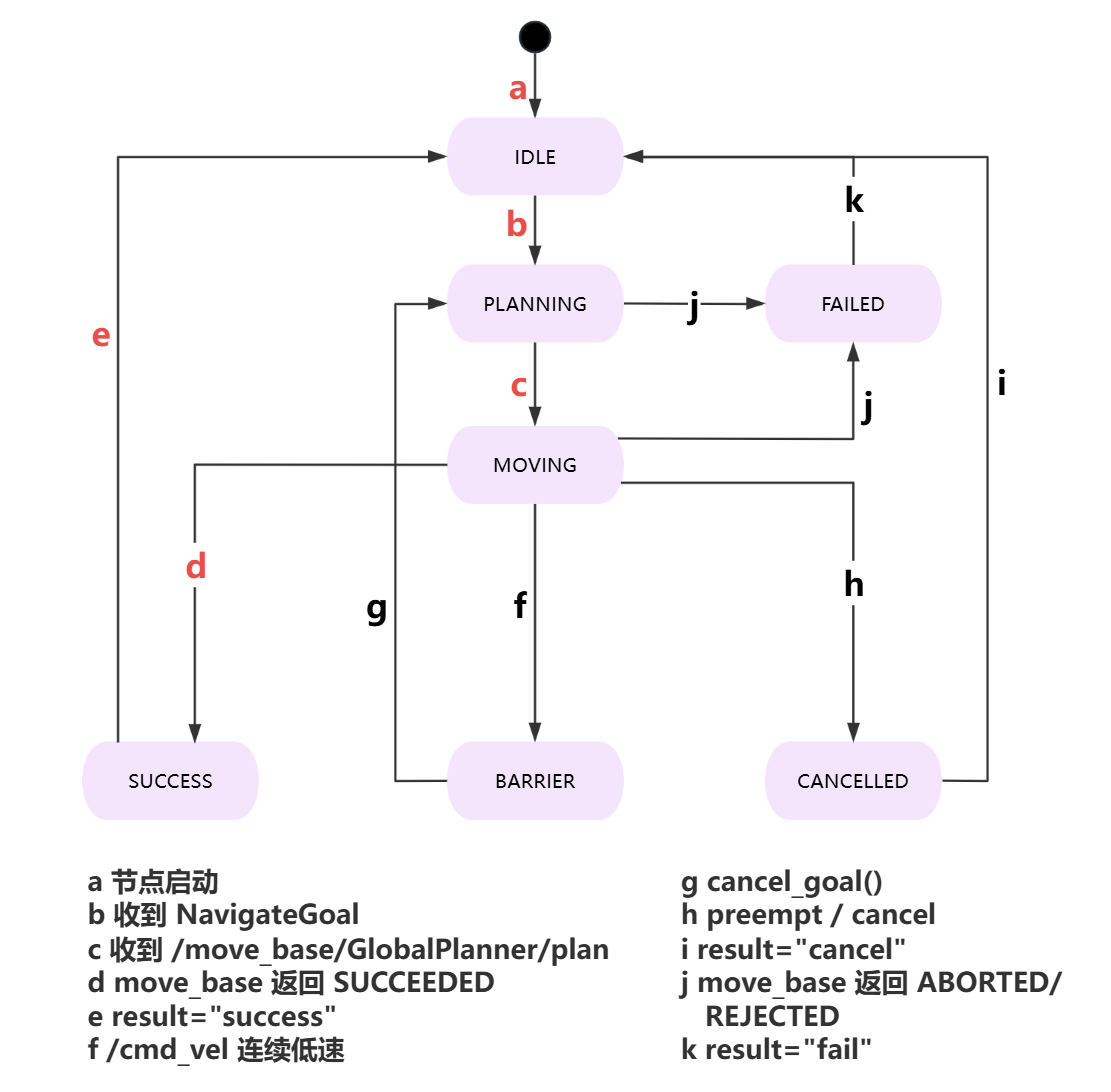 a
IDLE
k
b
PLANNING
j
FAILED
e
c
i
j
MOVING
d
g
f
h
SUCCESS
BARRIER
CANCELLED
a 节点启动
b 收到 NavigateGoal
c 收到 /move_base/GlobalPlanner/plan
d move_base 返回 SUCCEEDED
e result="success"
f /cmd_vel 连续低速
g cancel_goal()
h preempt / cancel
i result="cancel"
j move_base 返回 ABORTED/
REJECTED
k result="fail"